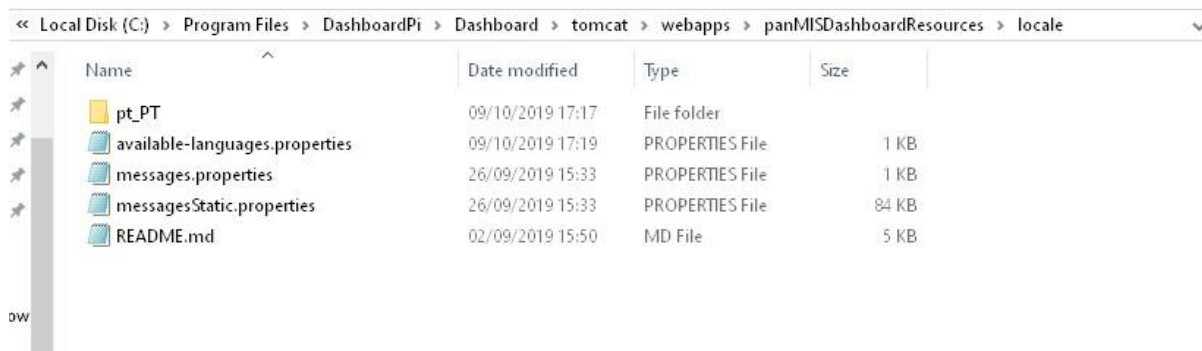 « Local Disk (C:) > Program Files > DashboardPi > Dashboard > tomcat > webapps > panMISDashboardResources > locale
Name Date modified Type Size
pt_PT 09/10/2019 17:17 File folder
available-languages.properties 09/10/2019 17:19 PROPERTIES File 1 KB
messages.properties 26/09/2019 15:33 PROPERTIES File 1 KB
messagesStatic.properties 26/09/2019 15:33 PROPERTIES File 84 KB
README.md 02/09/2019 15:50 MD File 5 KB
ow